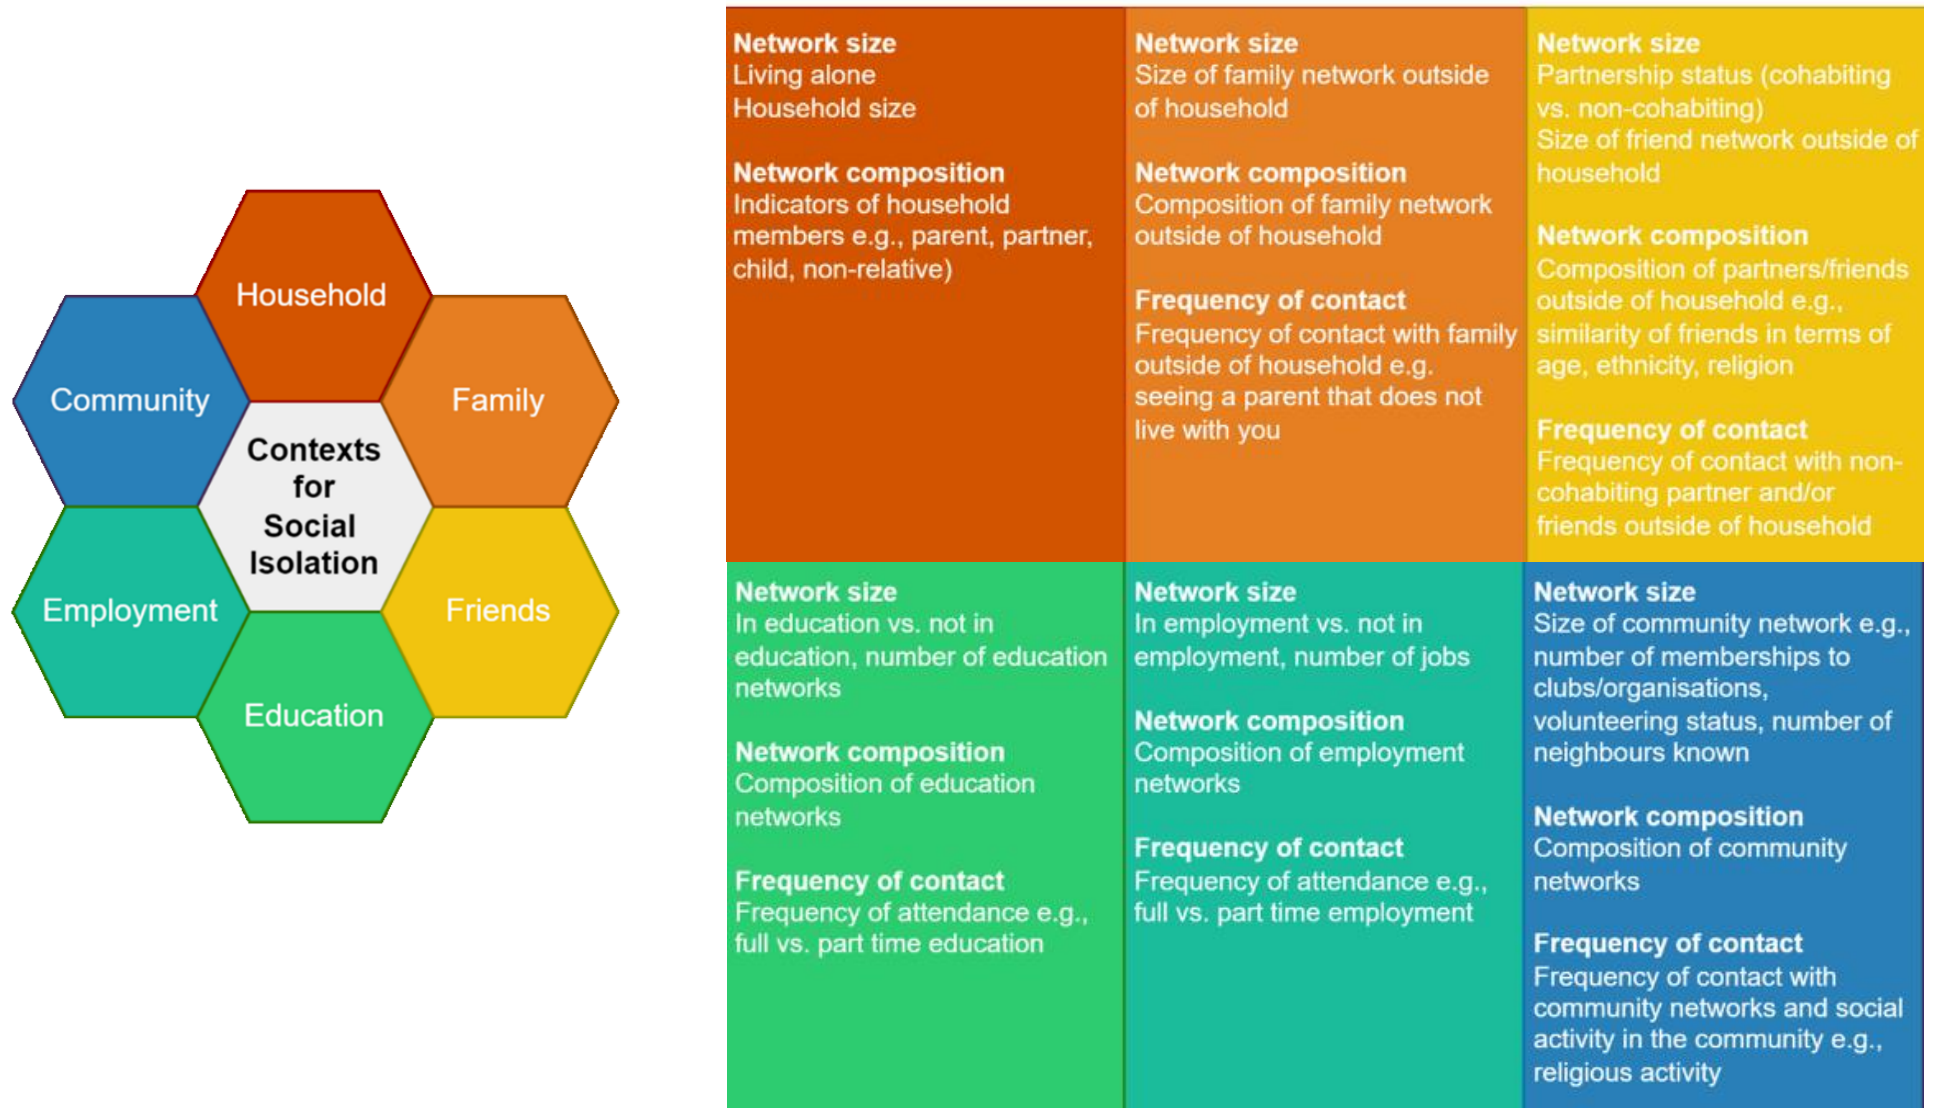 Household
Community
Family
Contexts
for
Social
Isolation
Employment
Friends
Education
Network size
Living alone
Household size
Network composition
Indicators of household
members e.g., parent, partner,
child, non-relative)
Network size
Size of family network outside
of household
Network composition
Composition of family network
outside of household
Frequency of contact
Frequency of contact with family
outside of household e.g.
seeing a parent that does not
live with you
Network size
Partnership status (cohabiting
vs. non-cohabiting)
Size of friend network outside of
household
Network composition
Composition of partners/friends
outside of household e.g.,
similarity of friends in terms of
age, ethnicity, religion
Frequency of contact
Frequency of contact with non-
cohabiting partner and/or
friends outside of household
Network size
In education vs. not in
education, number of education
networks
Network composition
Composition of education
networks
Frequency of contact
Frequency of attendance e.g.,
full vs. part time education
Network size
In employment vs. not in
employment, number of jobs
Network composition
Composition of employment
networks
Frequency of contact
Frequency of attendance e.g.,
full vs. part time employment
Network size
Size of community network e.g.,
number of memberships to
clubs/organisations,
volunteering status, number of
neighbours known
Network composition
Composition of community
networks
Frequency of contact
Frequency of contact with
community networks and social
activity in the community e.g.,
religious activity